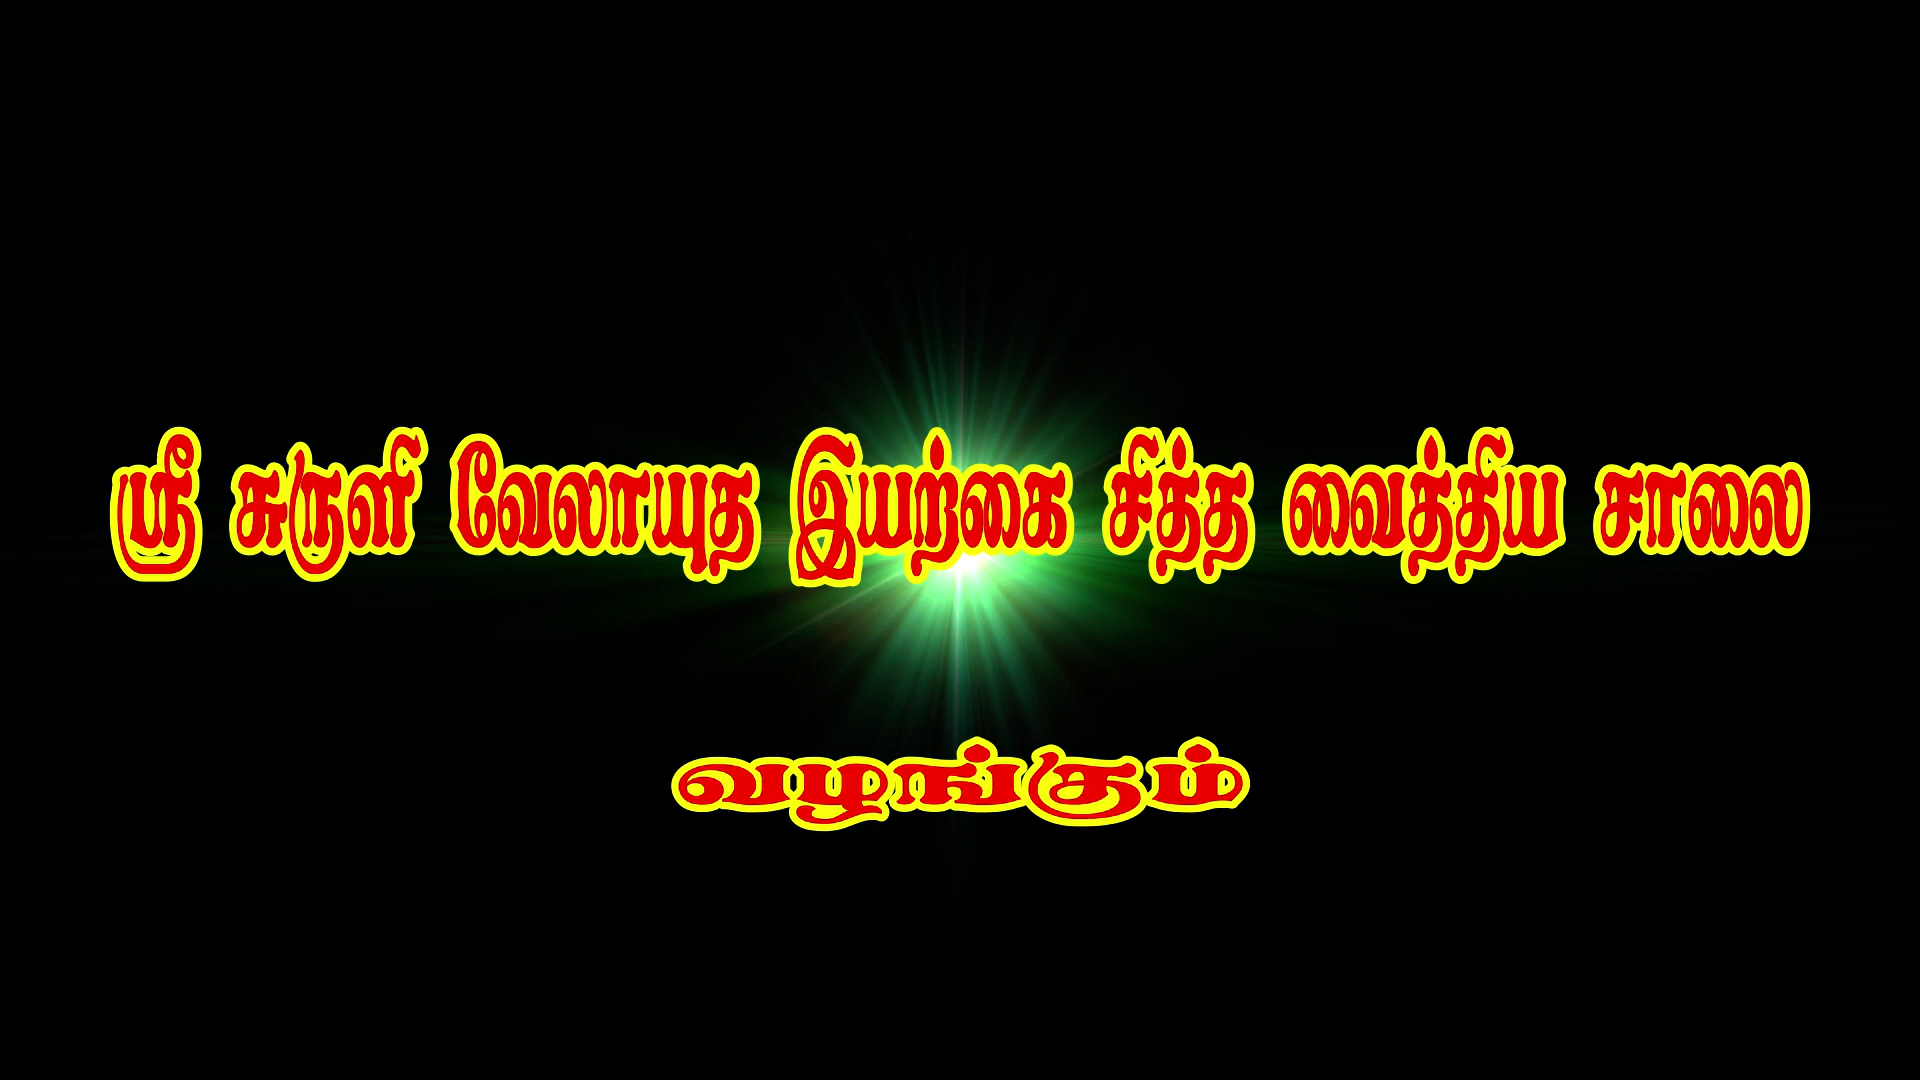 ஸ்ரீ சுருளி வேலாயுத இயற்கை சித்த வைத்திய சாலை
வழங்கும்